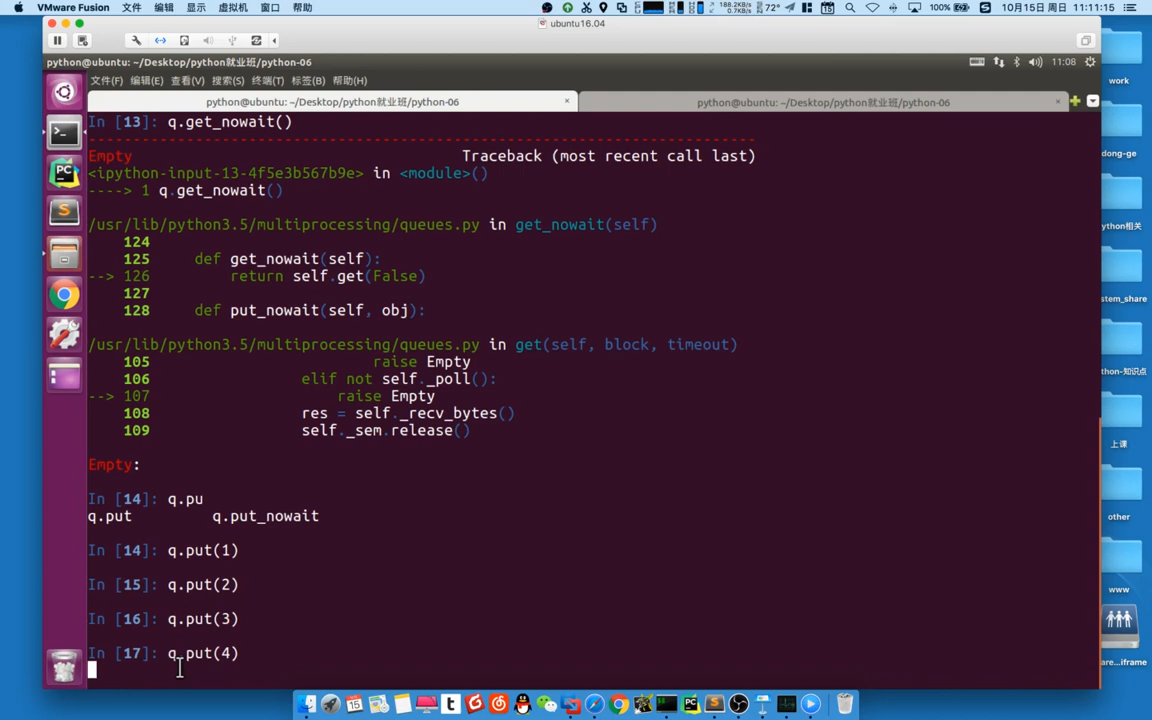 VMware Fusion 文件 编辑 显示 虚拟机 窗口 帮助 188.2KB/s 0.7KB/s 72° 15 100% 10月15日 周日 11:11:15
ubuntu16.04
python@ubuntu: ~/Desktop/python就业班/python-06 11:08
文件(F) 编辑(E) 查看(V) 搜索(S) 终端(T) 标签(B) 帮助(H)
python@ubuntu: ~/Desktop/python就业班/python-06 × python@ubuntu: ~/Desktop/python就业班/python-06 ×
In [13]: q.get_nowait()
---------------------------------------------------------------------------
Empty Traceback (most recent call last)
<ipython-input-13-4f5e3b567b9e> in <module>()
----> 1 q.get_nowait()
/usr/lib/python3.5/multiprocessing/queues.py in get_nowait(self)
124
125 def get_nowait(self):
--> 126 return self.get(False)
127
128 def put_nowait(self, obj):
/usr/lib/python3.5/multiprocessing/queues.py in get(self, block, timeout)
105 raise Empty
106 elif not self._poll():
--> 107 raise Empty
108 res = self._recv_bytes()
109 self._sem.release()
Empty:
In [14]: q.pu
q.put q.put_nowait
In [14]: q.put(1)
In [15]: q.put(2)
In [16]: q.put(3)
In [17]: q.put(4)
work
dong-ge
ython相关
stem_share
thon-知识点
上课
other
www
are...iframe